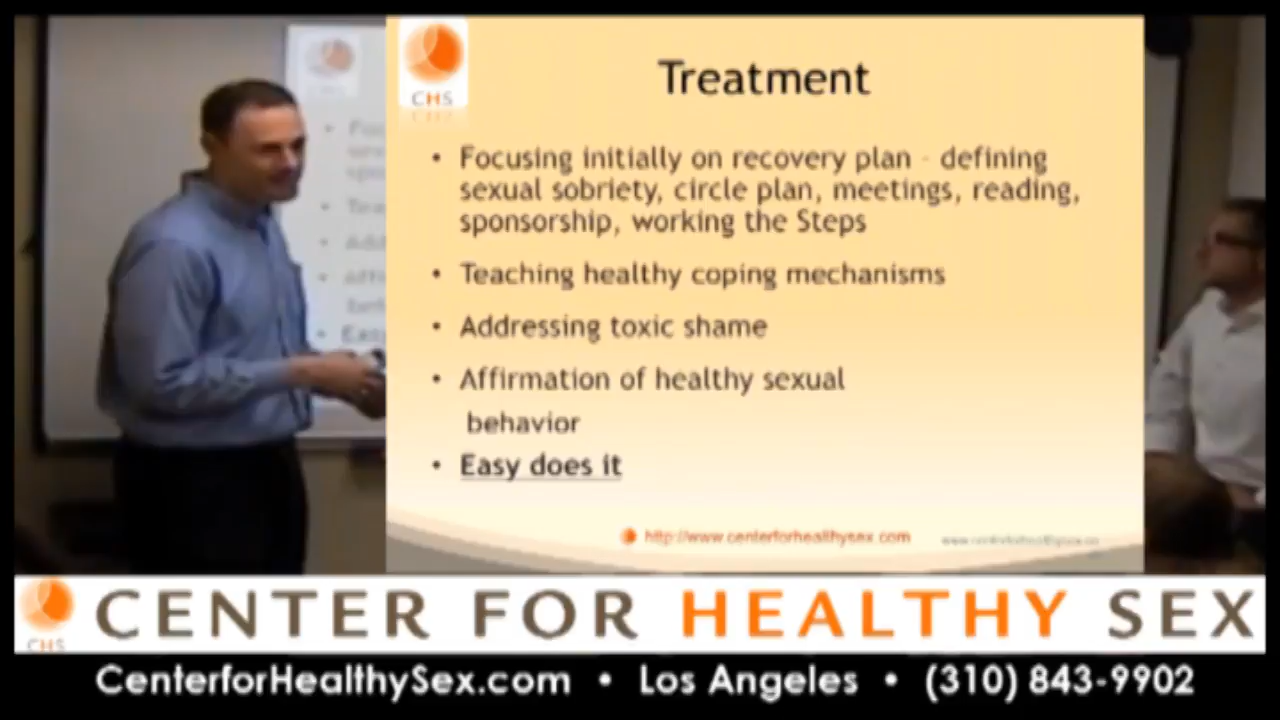 CHS
Treatment
• Focusing initially on recovery plan - defining
sexual sobriety, circle plan, meetings, reading,
sponsorship, working the Steps
• Teaching healthy coping mechanisms
• Addressing toxic shame
• Affirmation of healthy sexual
behavior
• Easy does it
http://www.centerforhealthysex.com
CHS
CENTER FOR HEALTHY SEX
CenterforHealthySex.com • Los Angeles • (310) 843-9902